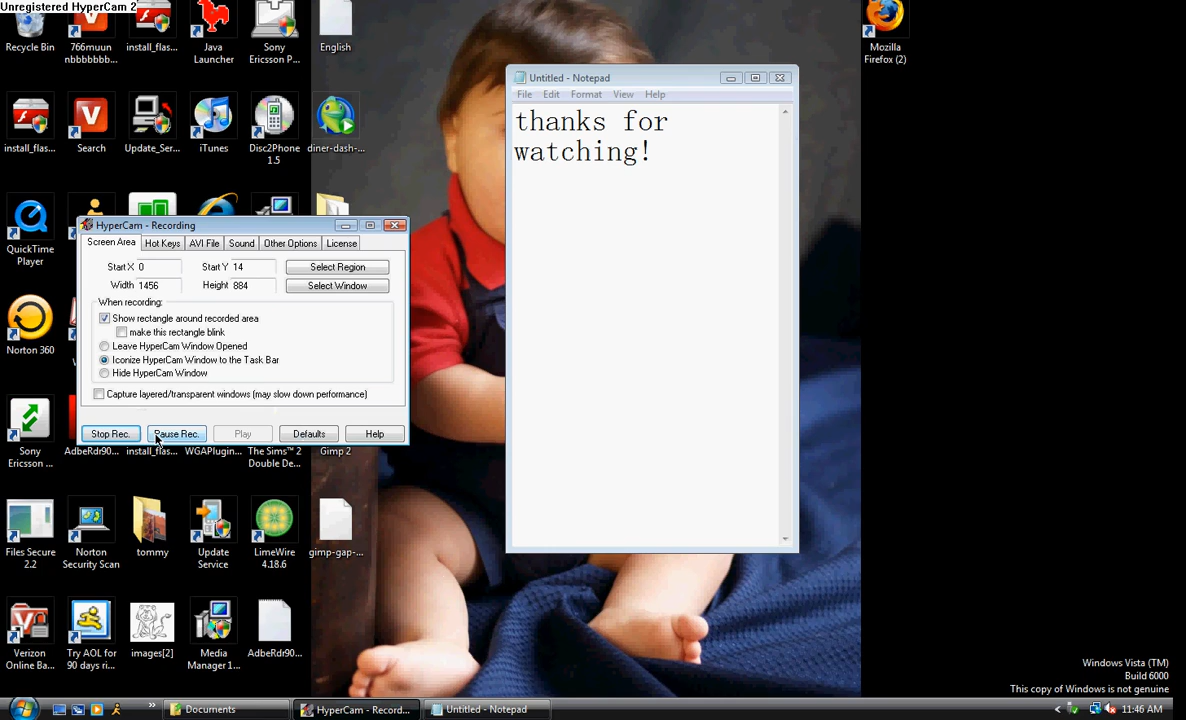 Unregistered HyperCam 2
Recycle Bin
766muun
nbbbbbbb...
install_flas...
Java
Launcher
Sony
Ericsson P...
English
Mozilla
Firefox (2)
install_flas...
Search
Update_Ser...
iTunes
Disc2Phone
1.5
diner-dash-...
QuickTime
Player
Norton 360
Sony
Ericsson ...
AdbeRdr90...
install_flas...
WGAPlugin...
The Sims™ 2
Double De...
Gimp 2
Files Secure
2.2
Norton
Security Scan
tommy
Update
Service
LimeWire
4.18.6
gimp-gap-...
Verizon
Online Ba...
Try AOL for
90 days ri...
images[2]
Media
Manager 1...
AdbeRdr90...
HyperCam - Recording
Screen Area Hot Keys AVI File Sound Other Options License
Start X 0 Start Y 14 Select Region
Width 1456 Height 884 Select Window
When recording:
Show rectangle around recorded area
make this rectangle blink
Leave HyperCam Window Opened
Iconize HyperCam Window to the Task Bar
Hide HyperCam Window
Capture layered/transparent windows (may slow down performance)
Stop Rec. Pause Rec. Play Defaults Help
Untitled - Notepad
File Edit Format View Help
thanks for
watching!
Windows Vista (TM)
Build 6000
This copy of Windows is not genuine
Documents HyperCam - Record... Untitled - Notepad 11:46 AM